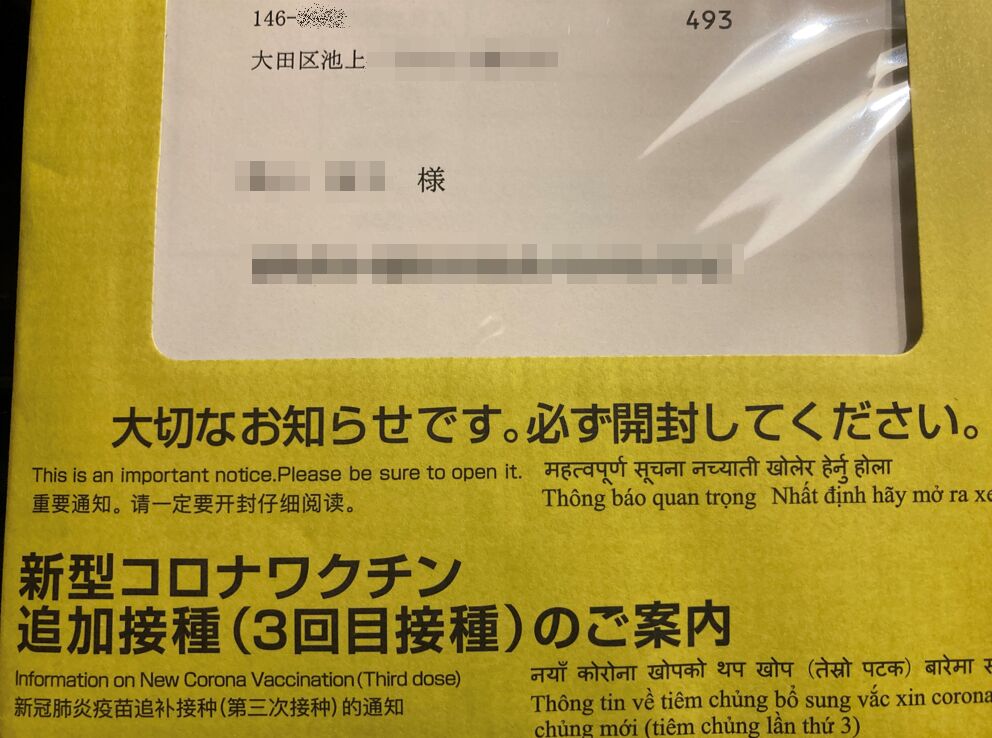 146-
493
大田区池上
様
大切なお知らせです。必ず開封してください。
This is an important notice.Please be sure to open it.
महत्वपूर्ण सूचना नच्याती खोलेर हेर्नु होला
重要通知。请一定要开封仔细阅读。
Thông báo quan trọng Nhất định hãy mở ra
新型コロナワクチン
追加接種（3回目接種）のご案内
Information on New Corona Vaccination (Third dose)
नयाँ कोरोना खोपको थप खोप (तेस्रो पटक) बारेमा
新冠肺炎疫苗追补接种（第三次接种）的通知
Thông tin về tiêm chủng bổ sung vắc xin corona
chủng mới (tiêm chủng lần thứ 3)